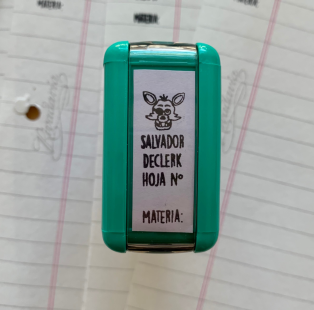 SALVADOR
DECLERK
HOJA Nº
MATERIA: